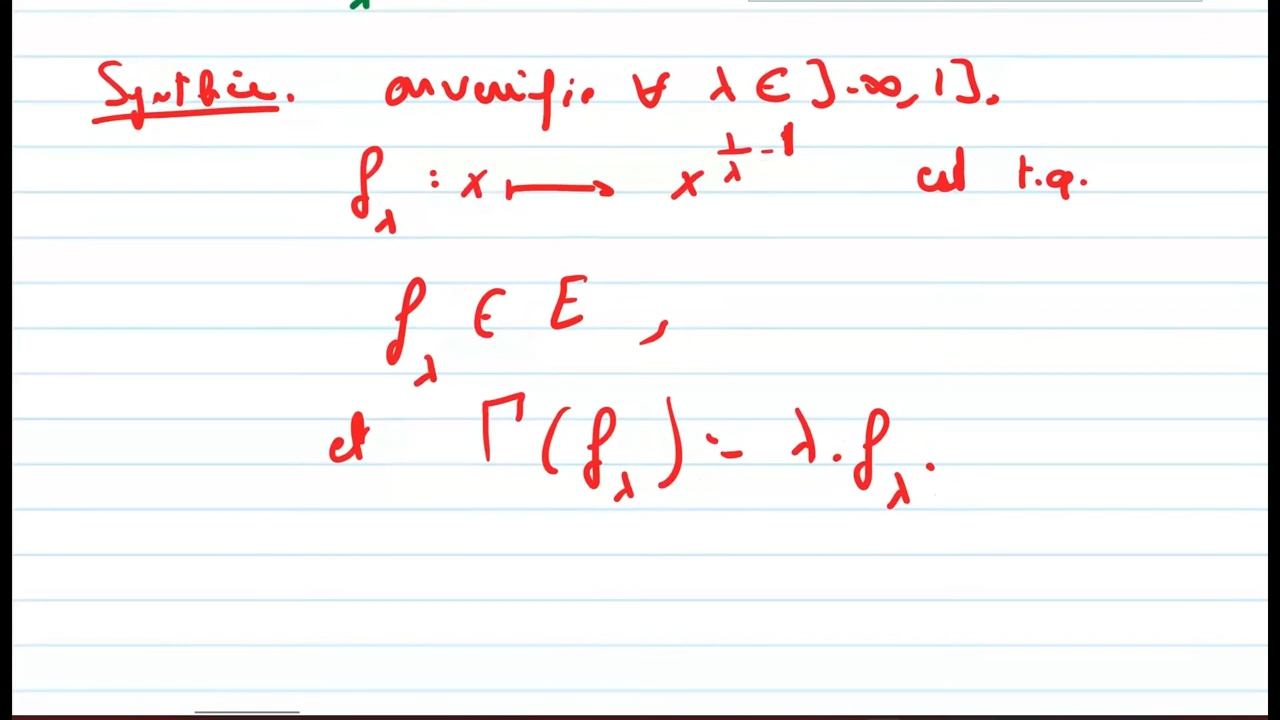 λ
Synthèse. on vérifie ∀ λ ∈ ]-∞, 1].
f_λ : x ⟼ x^{1/λ - 1} est t.q.
f_λ ∈ E ,
et Γ(f_λ) = λ. f_λ.